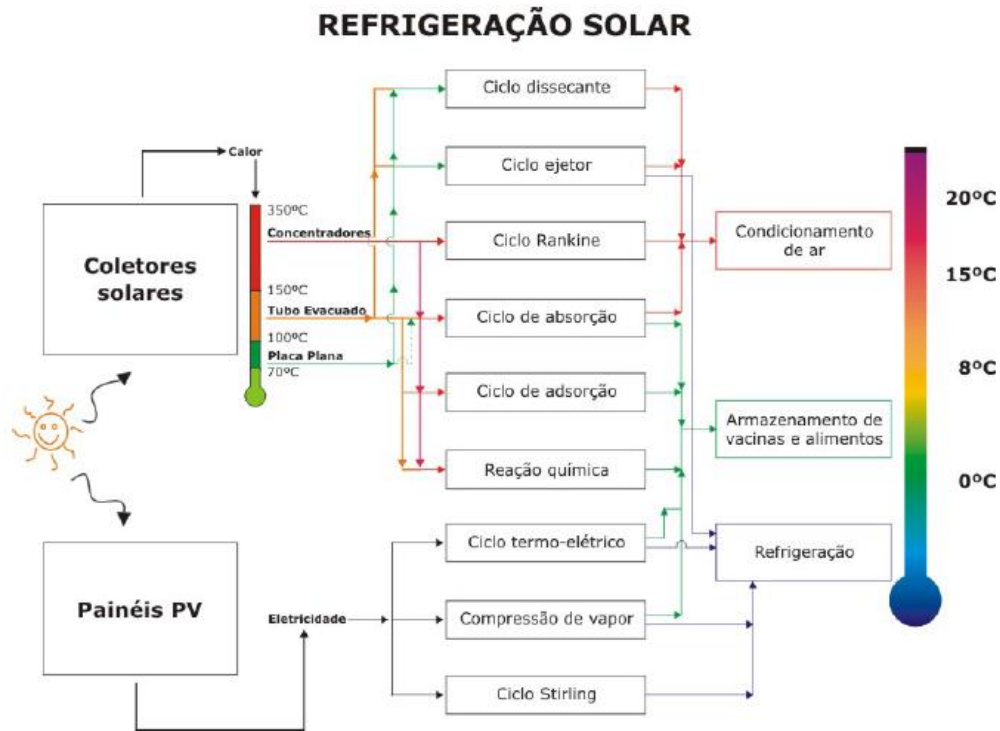 REFRIGERAÇÃO SOLAR
Calor
Coletores
solares
350ºC
Concentradores
150ºC
Tubo Evacuado
100ºC
Placa Plana
70ºC
Painéis PV
Eletricidade
Ciclo dissecante
Ciclo ejetor
Ciclo Rankine
Ciclo de absorção
Ciclo de adsorção
Reação química
Ciclo termo-elétrico
Compressão de vapor
Ciclo Stirling
Condicionamento
de ar
Armazenamento de
vacinas e alimentos
Refrigeração
20ºC
15ºC
8ºC
0ºC